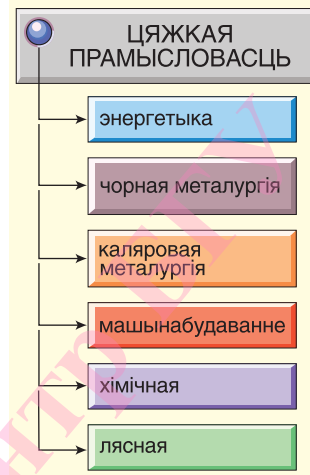 ЦЯЖКАЯ
ПРАМЫСЛОВАСЦЬ
энергетыка
чорная металургія
каляровая
металургія
машынабудаванне
хімічная
лясная